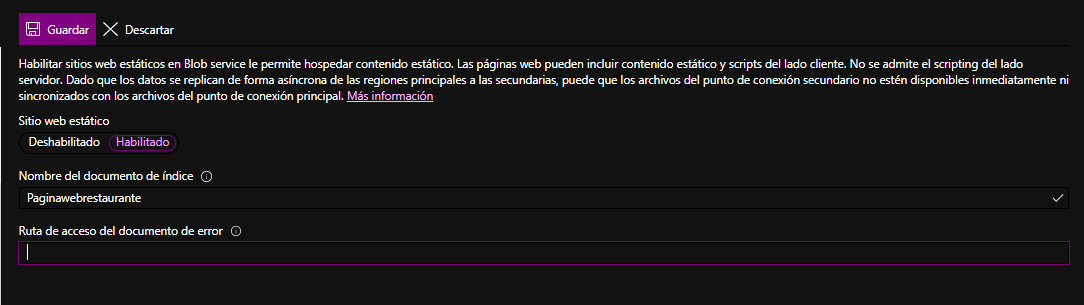 Guardar Descartar
Habilitar sitios web estáticos en Blob service le permite hospedar contenido estático. Las páginas web pueden incluir contenido estático y scripts del lado cliente. No se admite el scripting del lado
servidor. Dado que los datos se replican de forma asíncrona de las regiones principales a las secundarias, puede que los archivos del punto de conexión secundario no estén disponibles inmediatamente ni
sincronizados con los archivos del punto de conexión principal. Más información
Sitio web estático
Deshabilitado Habilitado
Nombre del documento de índice
Paginawebrestaurante
Ruta de acceso del documento de error